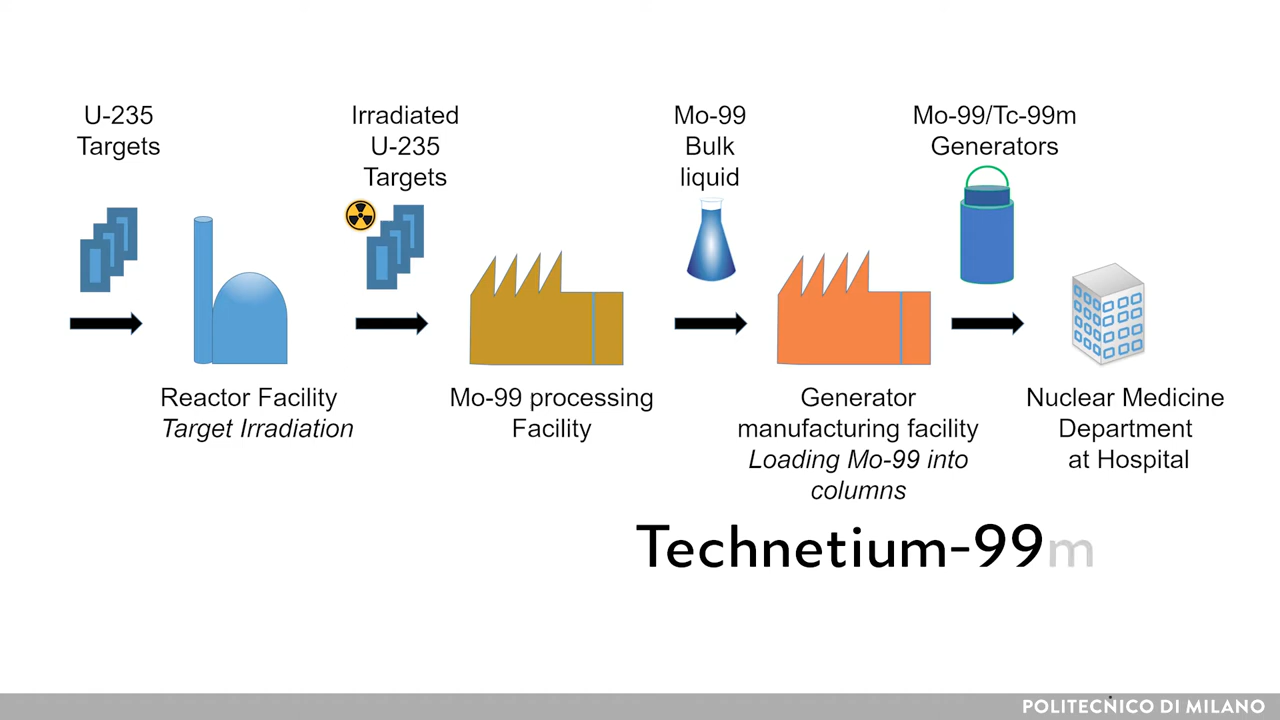 U-235
Targets
Irradiated
U-235
Targets
Mo-99
Bulk
liquid
Mo-99/Tc-99m
Generators
Reactor Facility
Target Irradiation
Mo-99 processing
Facility
Generator
manufacturing facility
Loading Mo-99 into
columns
Nuclear Medicine
Department
at Hospital
Technetium-99m
POLITECNICO DI MILANO